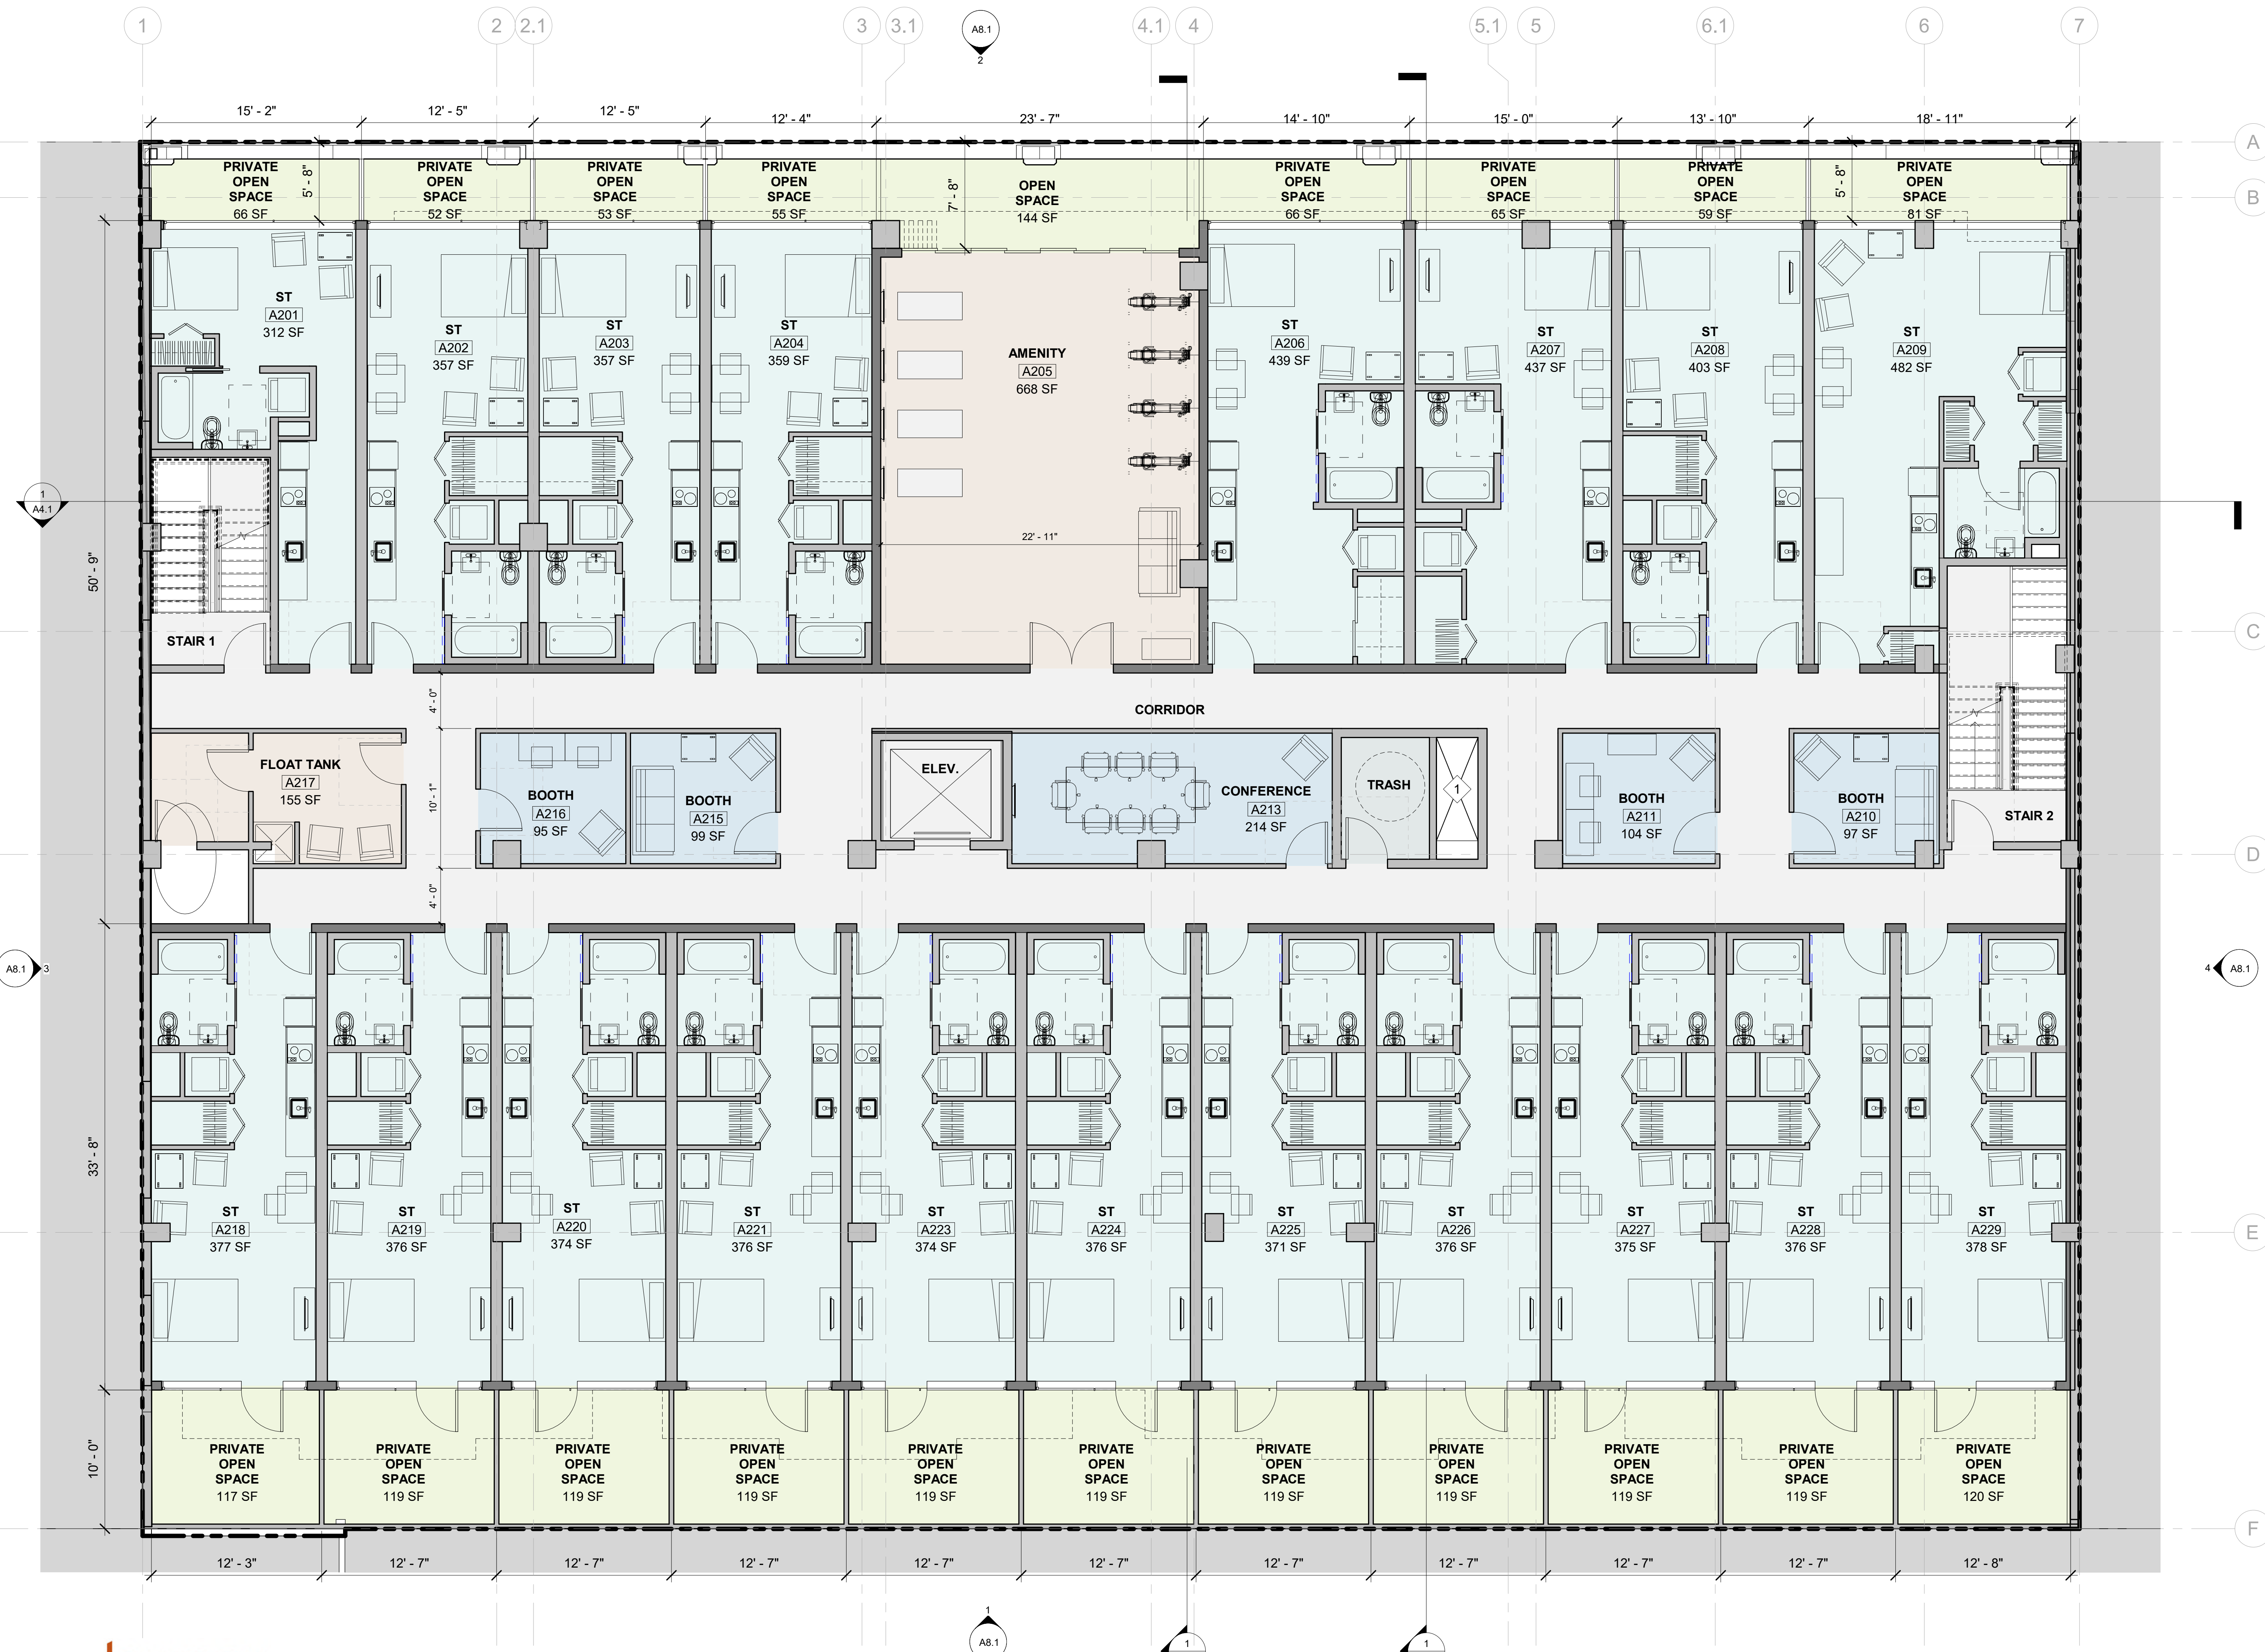 1
2
2.1
3
3.1
A8.1
2
4.1
4
5.1
5
6.1
6
7
15' - 2"
12' - 5"
12' - 5"
12' - 4"
23' - 7"
14' - 10"
15' - 0"
13' - 10"
18' - 11"
A
PRIVATE
OPEN
SPACE
66 SF
5' - 8"
PRIVATE
OPEN
SPACE
52 SF
PRIVATE
OPEN
SPACE
53 SF
PRIVATE
OPEN
SPACE
55 SF
7' - 8"
OPEN
SPACE
144 SF
PRIVATE
OPEN
SPACE
66 SF
PRIVATE
OPEN
SPACE
65 SF
PRIVATE
OPEN
SPACE
59 SF
5' - 8"
PRIVATE
OPEN
SPACE
81 SF
B
ST
A201
312 SF
ST
A202
357 SF
ST
A203
357 SF
ST
A204
359 SF
AMENITY
A205
668 SF
ST
A206
439 SF
ST
A207
437 SF
ST
A208
403 SF
ST
A209
482 SF
1
A4.1
22' - 11"
50' - 9"
STAIR 1
C
4' - 0"
CORRIDOR
FLOAT TANK
A217
155 SF
10' - 1"
BOOTH
A216
95 SF
BOOTH
A215
99 SF
ELEV.
CONFERENCE
A213
214 SF
TRASH
1
BOOTH
A211
104 SF
BOOTH
A210
97 SF
STAIR 2
D
4' - 0"
A8.1
3
4
A8.1
33' - 8"
ST
A218
377 SF
ST
A219
376 SF
ST
A220
374 SF
ST
A221
376 SF
ST
A223
374 SF
ST
A224
376 SF
ST
A225
371 SF
ST
A226
376 SF
ST
A227
375 SF
ST
A228
376 SF
ST
A229
378 SF
E
10' - 0"
PRIVATE
OPEN
SPACE
117 SF
PRIVATE
OPEN
SPACE
119 SF
PRIVATE
OPEN
SPACE
119 SF
PRIVATE
OPEN
SPACE
119 SF
PRIVATE
OPEN
SPACE
119 SF
PRIVATE
OPEN
SPACE
119 SF
PRIVATE
OPEN
SPACE
119 SF
PRIVATE
OPEN
SPACE
119 SF
PRIVATE
OPEN
SPACE
119 SF
PRIVATE
OPEN
SPACE
119 SF
PRIVATE
OPEN
SPACE
120 SF
F
12' - 3"
12' - 7"
12' - 7"
12' - 7"
12' - 7"
12' - 7"
12' - 7"
12' - 7"
12' - 7"
12' - 7"
12' - 8"
1
A8.1
1
1